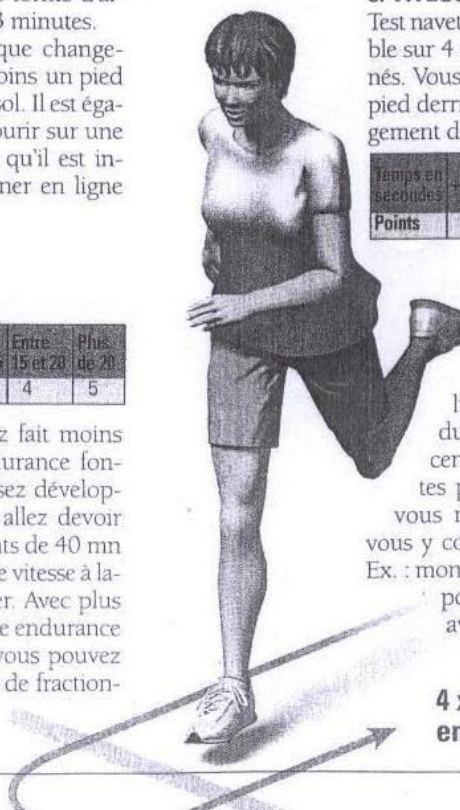 3 minutes.
que change-
oins un pied
sol. Il est éga-
ourir sur une
qu'il est in-
ner en ligne
Entre Plus
15 et 20 de 20
4 5
z fait moins
durance fon-
sez dévelop-
allez devoir
nts de 40 mn
e vitesse à la-
er. Avec plus
e endurance
vous pouvez
de fraction-
Test navet
ble sur 4
nés. Vous
pied derri
gement d
Temps en
secondes
Points
du
cen
tes p
vous r
vous y co
Ex. : mon
po
av
4 x
en